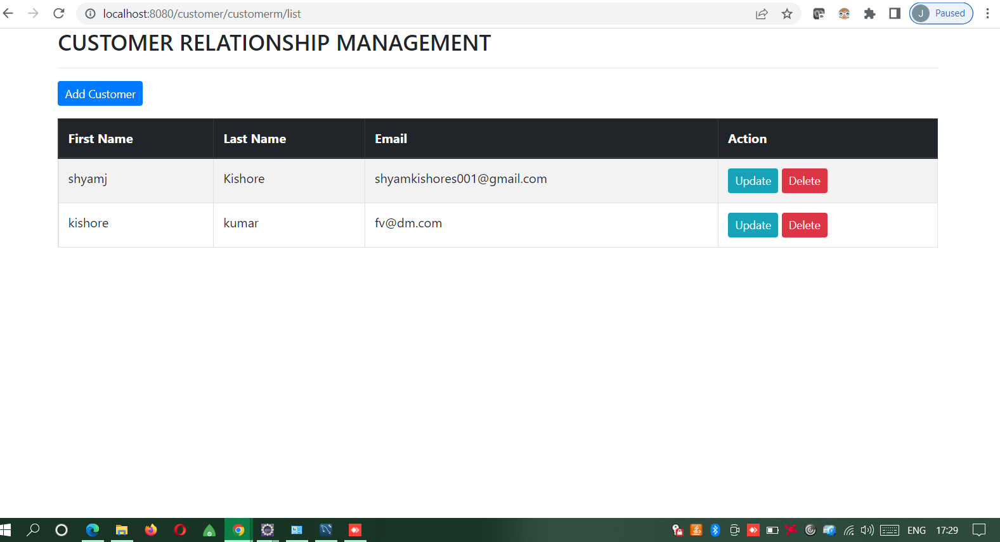 localhost:8080/customer/customerm/list
J Paused
CUSTOMER RELATIONSHIP MANAGEMENT
Add Customer
First Name Last Name Email Action
shyamj Kishore shyamkishores001@gmail.com Update Delete
kishore kumar fv@dm.com Update Delete
ENG 17:29